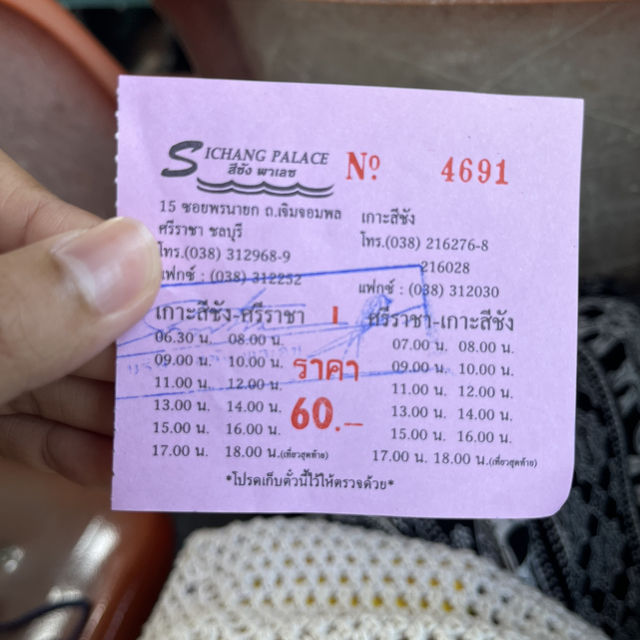 SICHANG PALACE
สีชัง พาเลซ
Nº 4691
15 ซอยพรนายก ถ.เจิมจอมพล
ศรีราชา ชลบุรี
โทร.(038) 312968-9
แฟกซ์ : (038) 312252
เกาะสีชัง
โทร.(038) 216276-8
216028
แฟกซ์ : (038) 312030
เกาะสีชัง-ศรีราชา
06.30 น. 08.00 น.
09.00 น. 10.00 น.
11.00 น. 12.00 น.
13.00 น. 14.00 น.
15.00 น. 16.00 น.
17.00 น. 18.00 น.(เที่ยวสุดท้าย)
I
ราคา
60.–
ศรีราชา-เกาะสีชัง
07.00 น. 08.00 น.
09.00 น. 10.00 น.
11.00 น. 12.00 น.
13.00 น. 14.00 น.
15.00 น. 16.00 น.
17.00 น. 18.00 น.(เที่ยวสุดท้าย)
*โปรดเก็บตั๋วนี้ไว้ให้ตรวจด้วย*